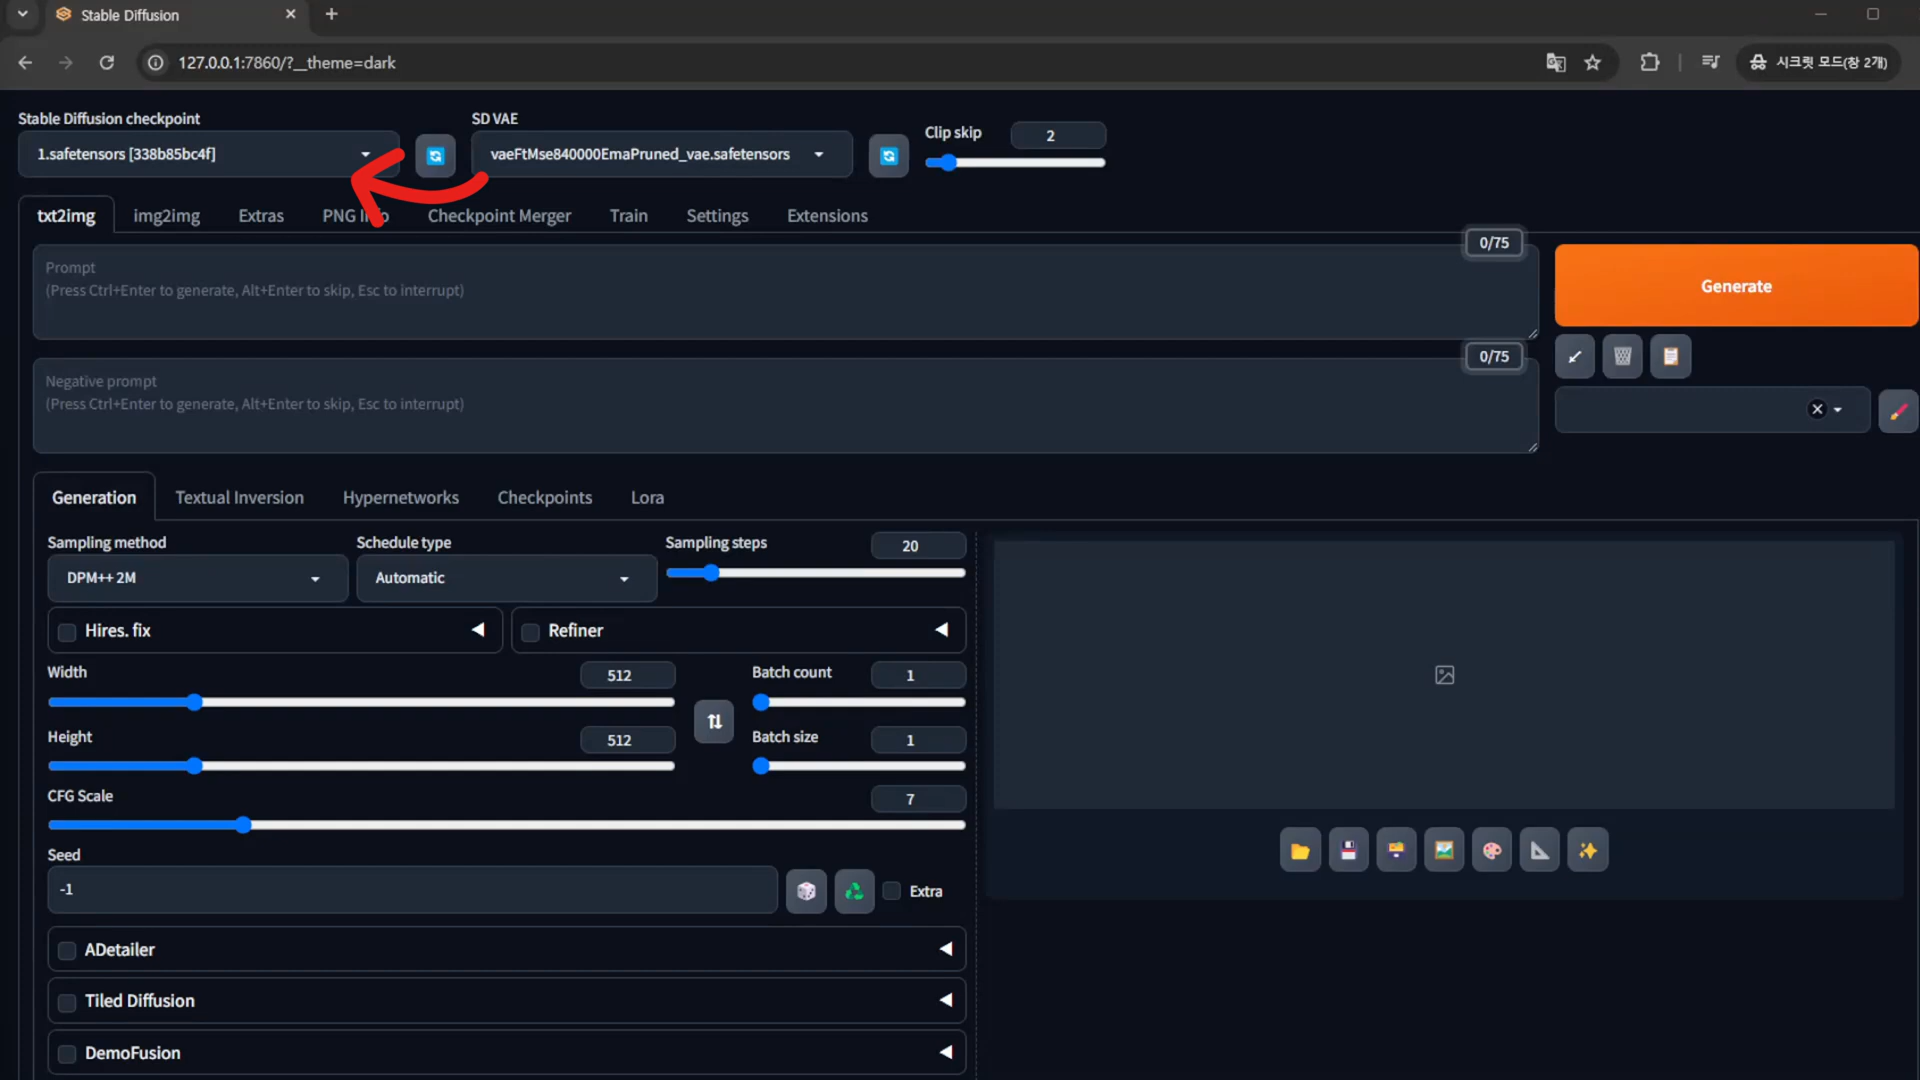 Stable Diffusion
127.0.0.1:7860/?__theme=dark
시크릿 모드(창 2개)
Stable Diffusion checkpoint
SD VAE
Clip skip
2
1.safetensors [338b85bc4f]
vaeFtMse840000EmaPruned_vae.safetensors
txt2img
img2img
Extras
PNG Info
Checkpoint Merger
Train
Settings
Extensions
0/75
Prompt
(Press Ctrl+Enter to generate, Alt+Enter to skip, Esc to interrupt)
Generate
0/75
Negative prompt
(Press Ctrl+Enter to generate, Alt+Enter to skip, Esc to interrupt)
Generation
Textual Inversion
Hypernetworks
Checkpoints
Lora
Sampling method
Schedule type
Sampling steps
20
DPM++ 2M
Automatic
Hires. fix
Refiner
Width
512
Batch count
1
Height
512
Batch size
1
CFG Scale
7
Seed
-1
Extra
ADetailer
Tiled Diffusion
DemoFusion